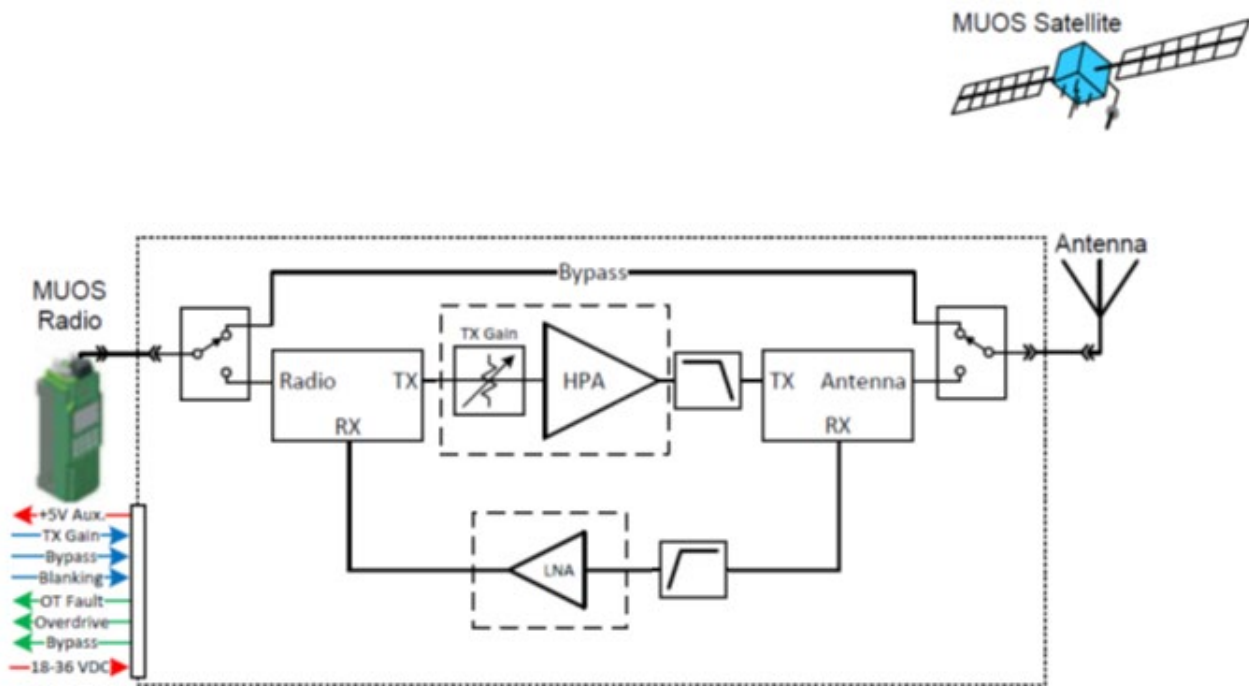 MUOS Satellite
Antenna
Bypass
MUOS
Radio
TX Gain
Radio
TX
HPA
TX
Antenna
RX
RX
LNA
+5V Aux.
TX Gain
Bypass
Blanking
OT Fault
Overdrive
Bypass
18-36 VDC